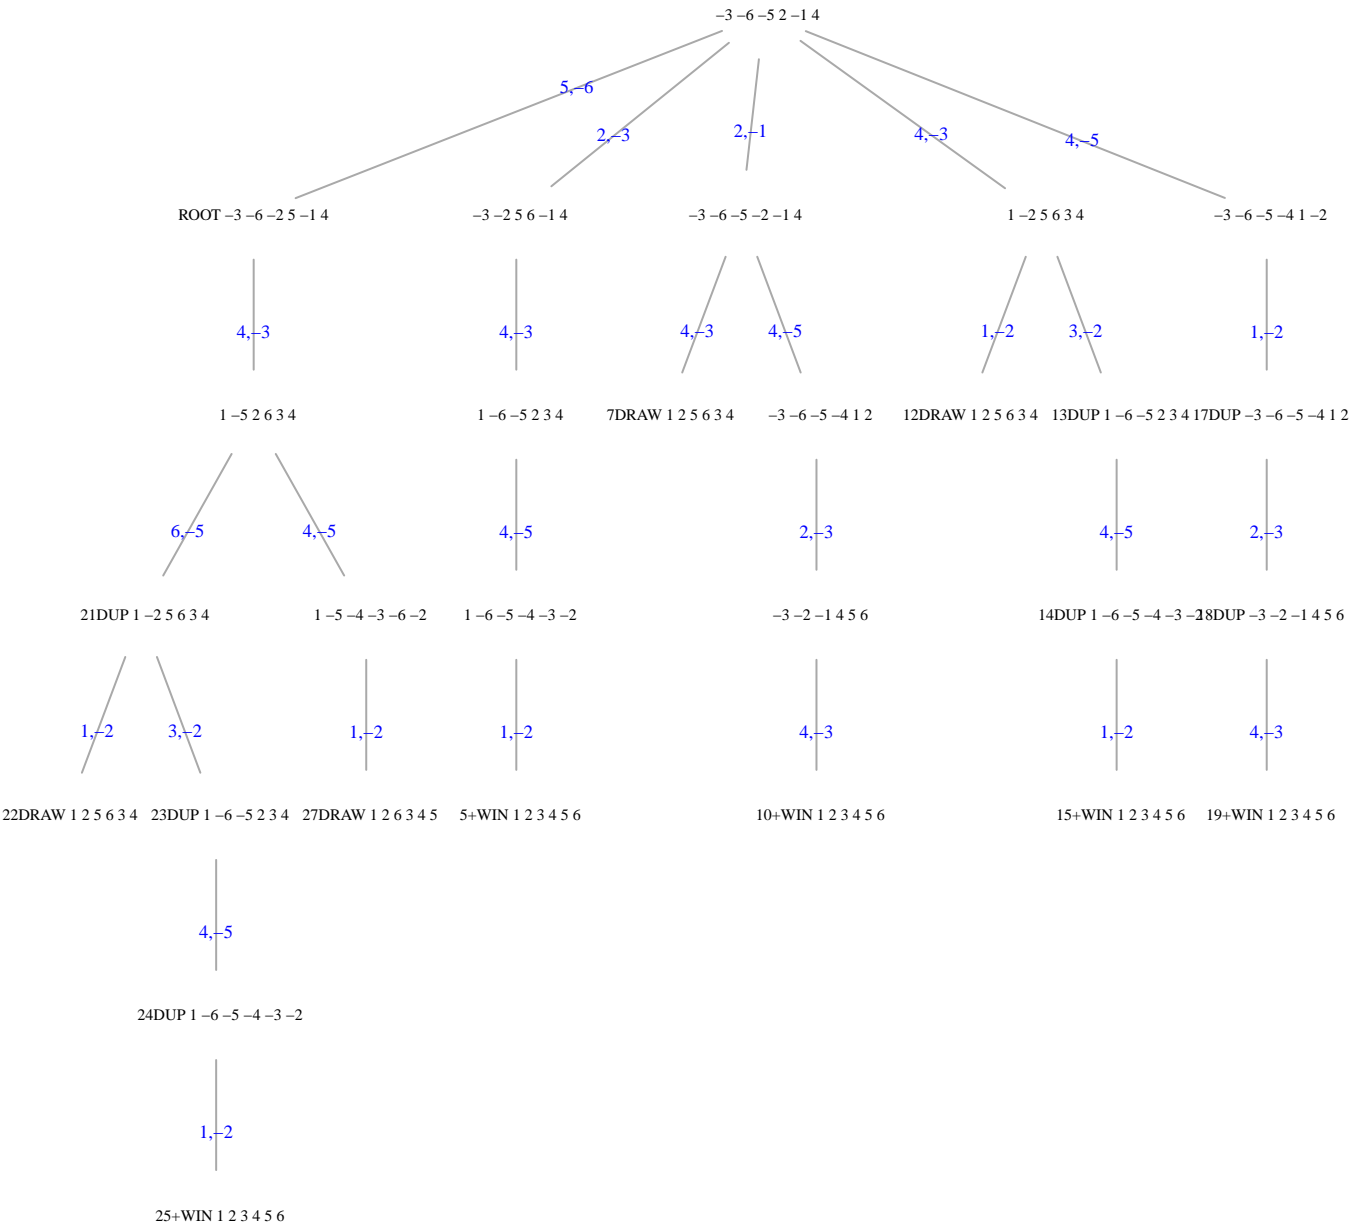 –3 –6 –5 2 –1 4
5,–6
2,–3
2,–1
4,–3
4,–5
ROOT –3 –6 –2 5 –1 4
–3 –2 5 6 –1 4
–3 –6 –5 –2 –1 4
1 –2 5 6 3 4
–3 –6 –5 –4 1 –2
4,–3
4,–3
4,–3
4,–5
1,–2
3,–2
1,–2
1 –5 2 6 3 4
1 –6 –5 2 3 4
7DRAW 1 2 5 6 3 4
–3 –6 –5 –4 1 2
12DRAW 1 2 5 6 3 4
13DUP 1 –6 –5 2 3 4
17DUP –3 –6 –5 –4 1 2
6,–5
4,–5
4,–5
2,–3
4,–5
2,–3
21DUP 1 –2 5 6 3 4
1 –5 –4 –3 –6 –2
1 –6 –5 –4 –3 –2
–3 –2 –1 4 5 6
14DUP 1 –6 –5 –4 –3 –2
18DUP –3 –2 –1 4 5 6
1,–2
3,–2
1,–2
1,–2
4,–3
1,–2
4,–3
22DRAW 1 2 5 6 3 4
23DUP 1 –6 –5 2 3 4
27DRAW 1 2 6 3 4 5
5+WIN 1 2 3 4 5 6
10+WIN 1 2 3 4 5 6
15+WIN 1 2 3 4 5 6
19+WIN 1 2 3 4 5 6
4,–5
24DUP 1 –6 –5 –4 –3 –2
1,–2
25+WIN 1 2 3 4 5 6